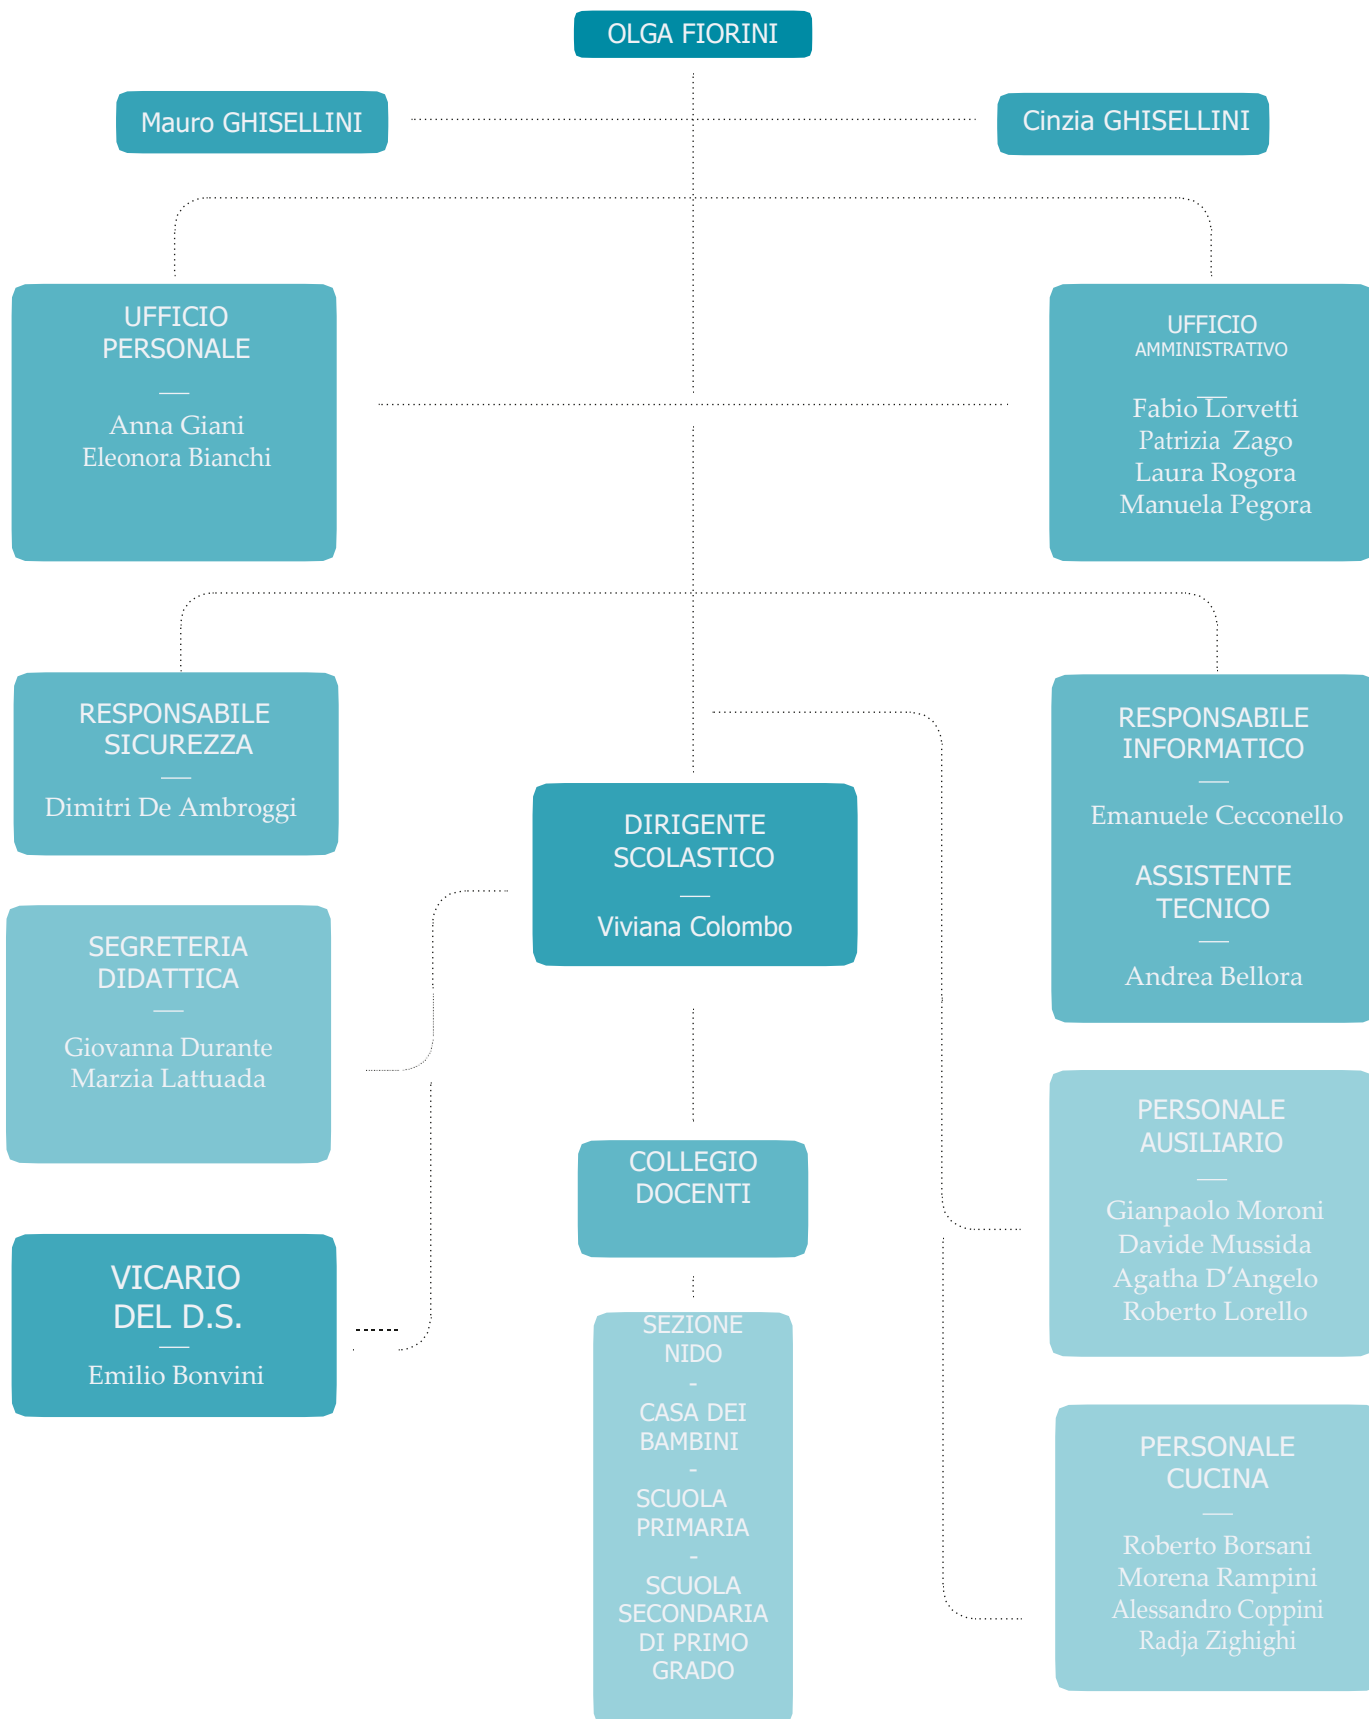 OLGA FIORINI
Mauro GHISELLINI
Cinzia GHISELLINI
UFFICIO
PERSONALE
Anna Giani
Eleonora Bianchi
UFFICIO
AMMINISTRATIVO
Fabio Lorvetti
Patrizia Zago
Laura Rogora
Manuela Pegora
RESPONSABILE
SICUREZZA
Dimitri De Ambroggi
DIRIGENTE
SCOLASTICO
Viviana Colombo
RESPONSABILE
INFORMATICO
Emanuele Cecconello
ASSISTENTE
TECNICO
Andrea Bellora
SEGRETERIA
DIDATTICA
Giovanna Durante
Marzia Lattuada
COLLEGIO
DOCENTI
PERSONALE
AUSILIARIO
Gianpaolo Moroni
Davide Mussida
Agatha D'Angelo
Roberto Lorello
VICARIO
DEL D.S.
Emilio Bonvini
SEZIONE
NIDO
-
CASA DEI
BAMBINI
-
SCUOLA
PRIMARIA
-
SCUOLA
SECONDARIA
DI PRIMO
GRADO
PERSONALE
CUCINA
Roberto Borsani
Morena Rampini
Alessandro Coppini
Radja Zighighi